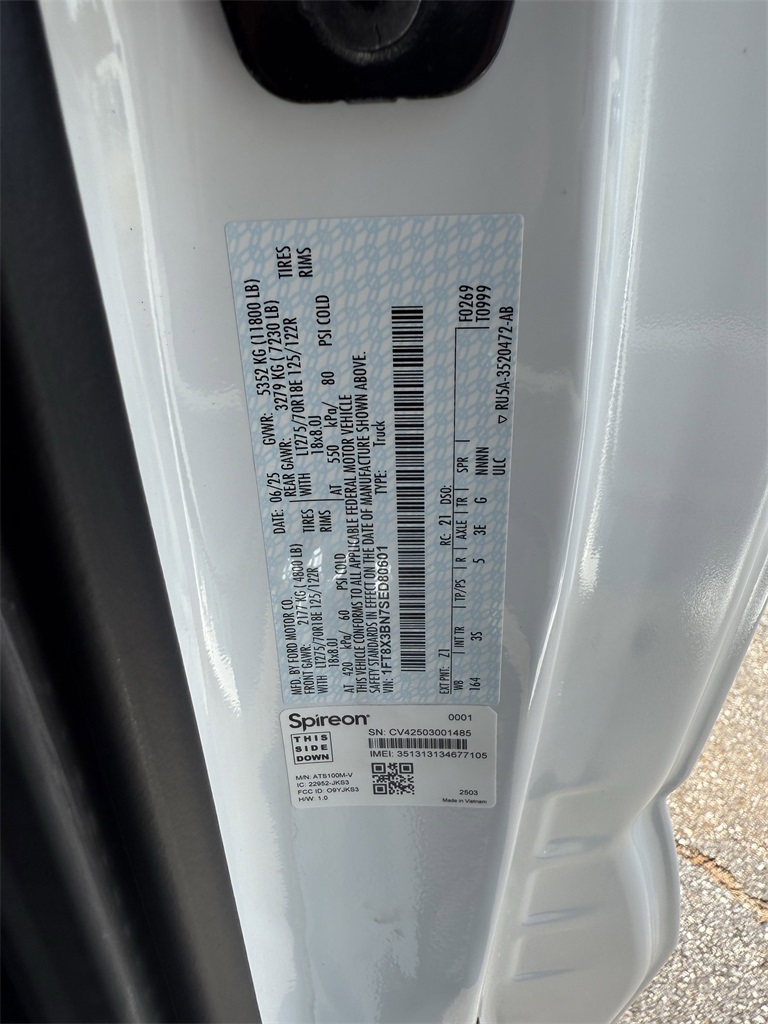 MFD. BY FORD MOTOR CO.
DATE: 06/25 GVWR: 5352 KG (11800 LB)
FRONT GAWR: 2177 KG ( 4800 LB) REAR GAWR: 3279 KG ( 7230 LB)
WITH LT275/70R18E 125/122R TIRES WITH LT275/70R18E 125/122R TIRES
18x8.0J RIMS 18x8.0J RIMS
AT 420 kPa/ 60 PSI COLD AT 550 kPa/ 80 PSI COLD
THIS VEHICLE CONFORMS TO ALL APPLICABLE FEDERAL MOTOR VEHICLE
SAFETY STANDARDS IN EFFECT ON THE DATE OF MANUFACTURE SHOWN ABOVE.
VIN: 1FT8X3BN7SED80601 TYPE: Truck
F0269
T0999
EXT PNT: Z1 RC: 21 DSO:
WB INT TR TP/PS R AXLE TR SPR
164 3S 5 3E G NNNN
ULC
▽ RU5A-3520472-AB
Spireon 0001
THIS SIDE DOWN
SN: CV42503001485
IMEI: 351313134677105
M/N: ATS100M-V
IC: 22952-JKS3
FCC ID: O9YJKS3
H/W: 1.0
2503
Made in Vietnam